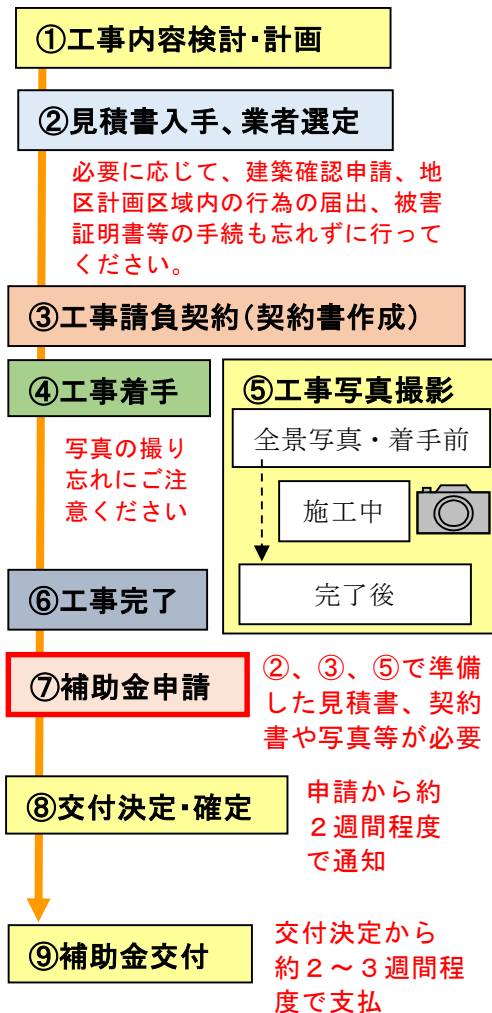 ①工事内容検討・計画
②見積書入手、業者選定
必要に応じて、建築確認申請、地
区計画区域内の行為の届出、被害
証明書等の手続も忘れずに行って
ください。
③工事請負契約(契約書作成)
④工事着手
写真の撮り
忘れにご注
意ください
⑤工事写真撮影
全景写真・着手前
施工中
完了後
⑥工事完了
⑦補助金申請
②、③、⑤で準備
した見積書、契約
書や写真等が必要
⑧交付決定・確定
申請から約
２週間程度
で通知
⑨補助金交付
交付決定から
約２～３週間程
度で支払